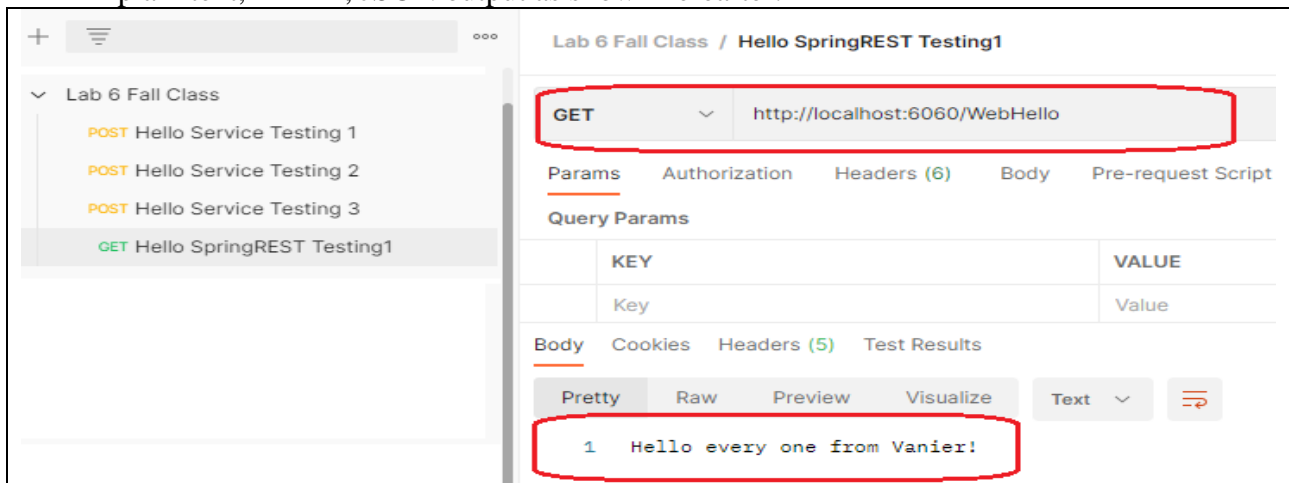 Lab 6 Fall Class / Hello SpringREST Testing1
Lab 6 Fall Class
POST Hello Service Testing 1
POST Hello Service Testing 2
POST Hello Service Testing 3
GET Hello SpringREST Testing1
GET http://localhost:6060/WebHello
Params Authorization Headers (6) Body Pre-request Script
Query Params
KEY VALUE
Key Value
Body Cookies Headers (5) Test Results
Pretty Raw Preview Visualize Text
1 Hello every one from Vanier!